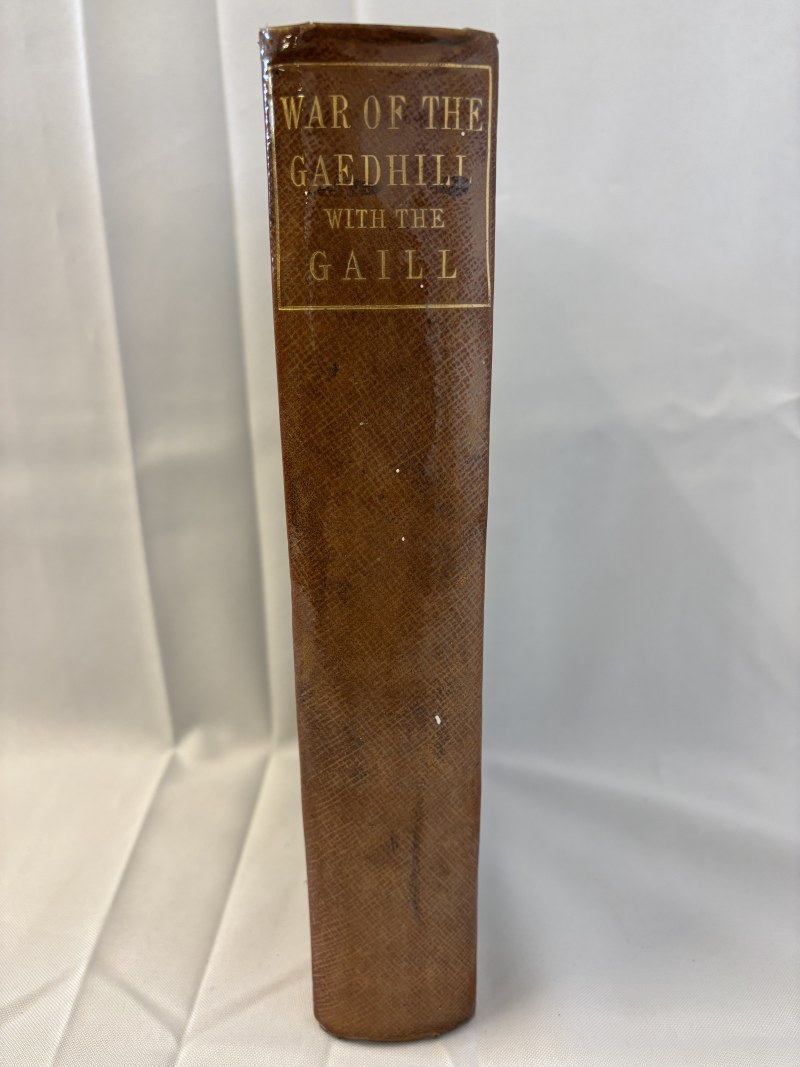 WAR OF THE
GAEDHILL
WITH THE
GAILL